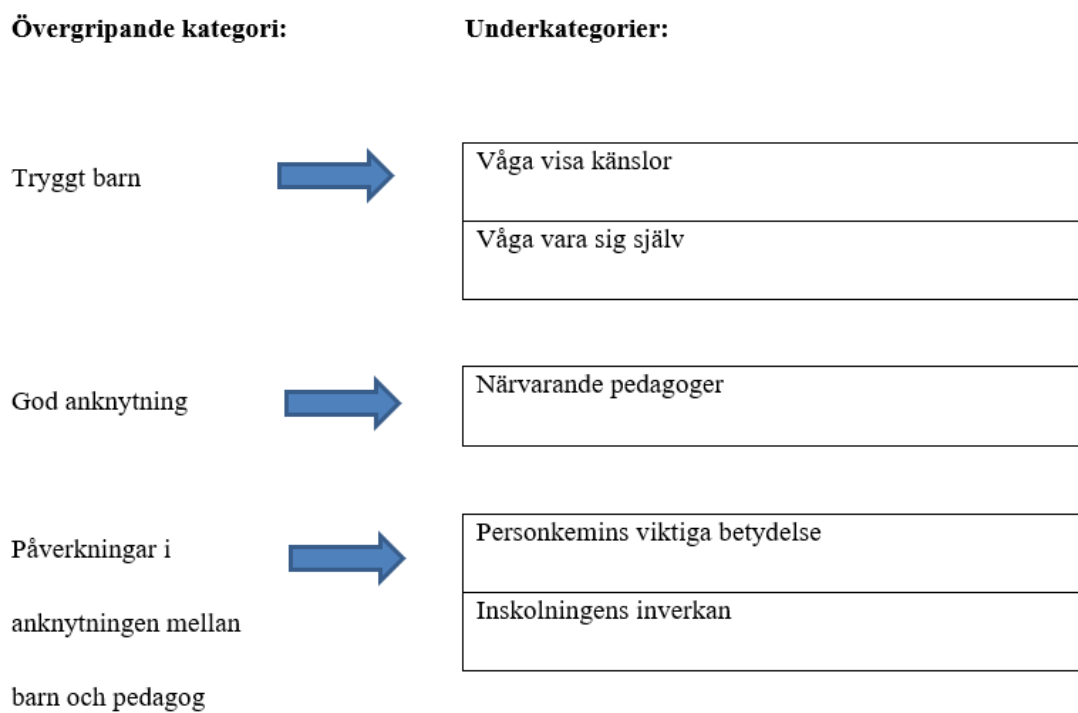 Övergripande kategori:
Underkategorier:
Tryggt barn
Våga visa känslor
Våga vara sig själv
God anknytning
Närvarande pedagoger
Påverkningar i
anknytningen mellan
barn och pedagog
Personkemins viktiga betydelse
Inskolningens inverkan